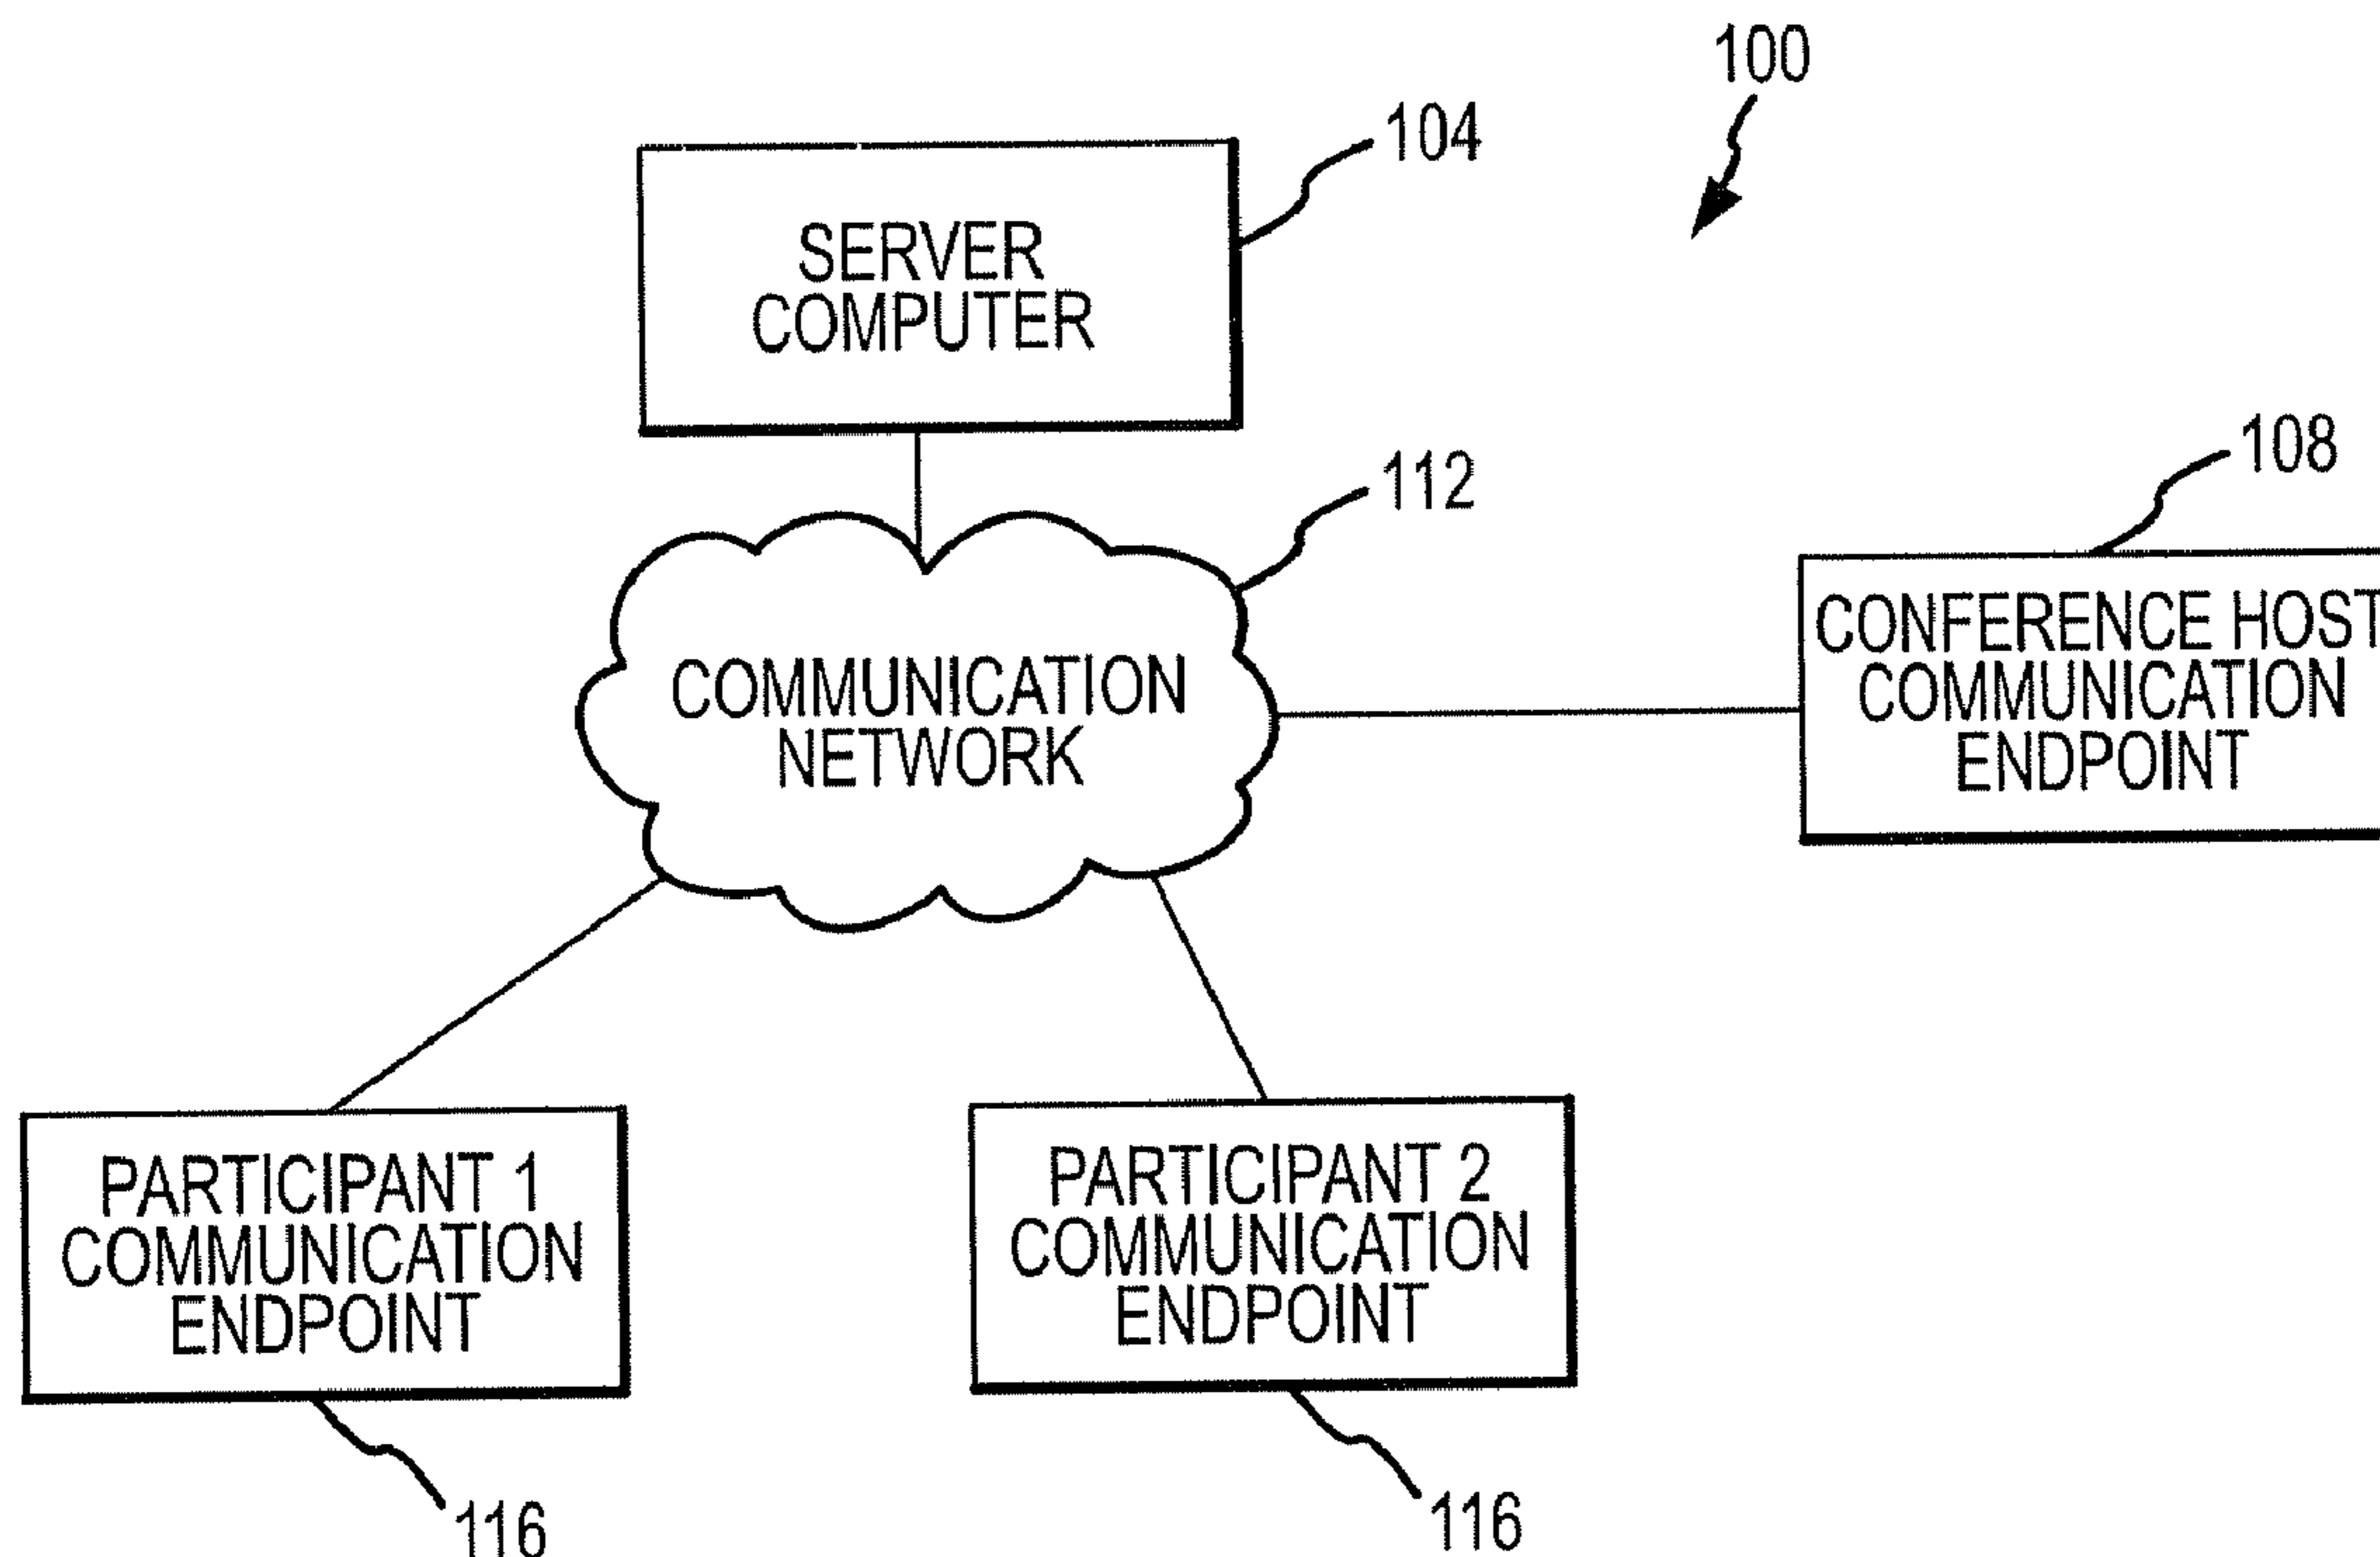 100
104
SERVER
COMPUTER
112
108
COMMUNICATION
NETWORK
CONFERENCE HOST
COMMUNICATION
ENDPOINT
PARTICIPANT 1
COMMUNICATION
ENDPOINT
PARTICIPANT 2
COMMUNICATION
ENDPOINT
116
116